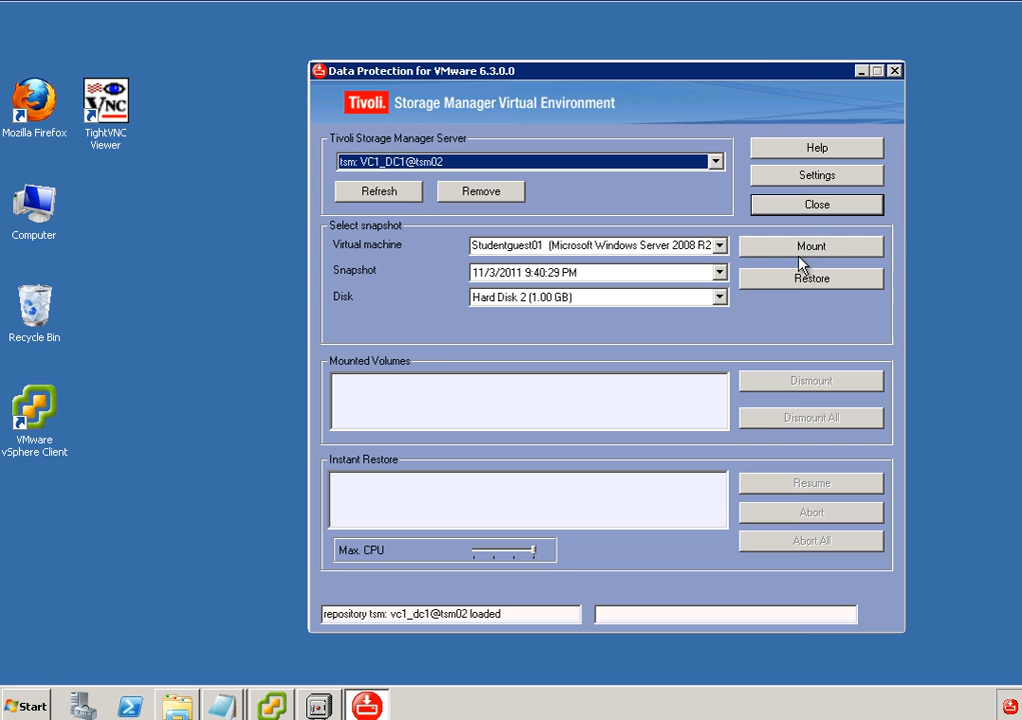 Mozilla Firefox
VNC
TightVNC
Viewer
Computer
Recycle Bin
VMware
vSphere Client
Data Protection for VMware 6.3.0.0
Tivoli. Storage Manager Virtual Environment
Tivoli Storage Manager Server
tsm: VC1_DC1@tsm02
Refresh
Remove
Help
Settings
Close
Select snapshot
Virtual machine
Studentguest01 (Microsoft Windows Server 2008 R2
Mount
Snapshot
11/3/2011 9:40:29 PM
Restore
Disk
Hard Disk 2 (1.00 GB)
Mounted Volumes
Dismount
Dismount All
Instant Restore
Resume
Abort
Abort All
Max. CPU
repository tsm: vc1_dc1@tsm02 loaded
Start